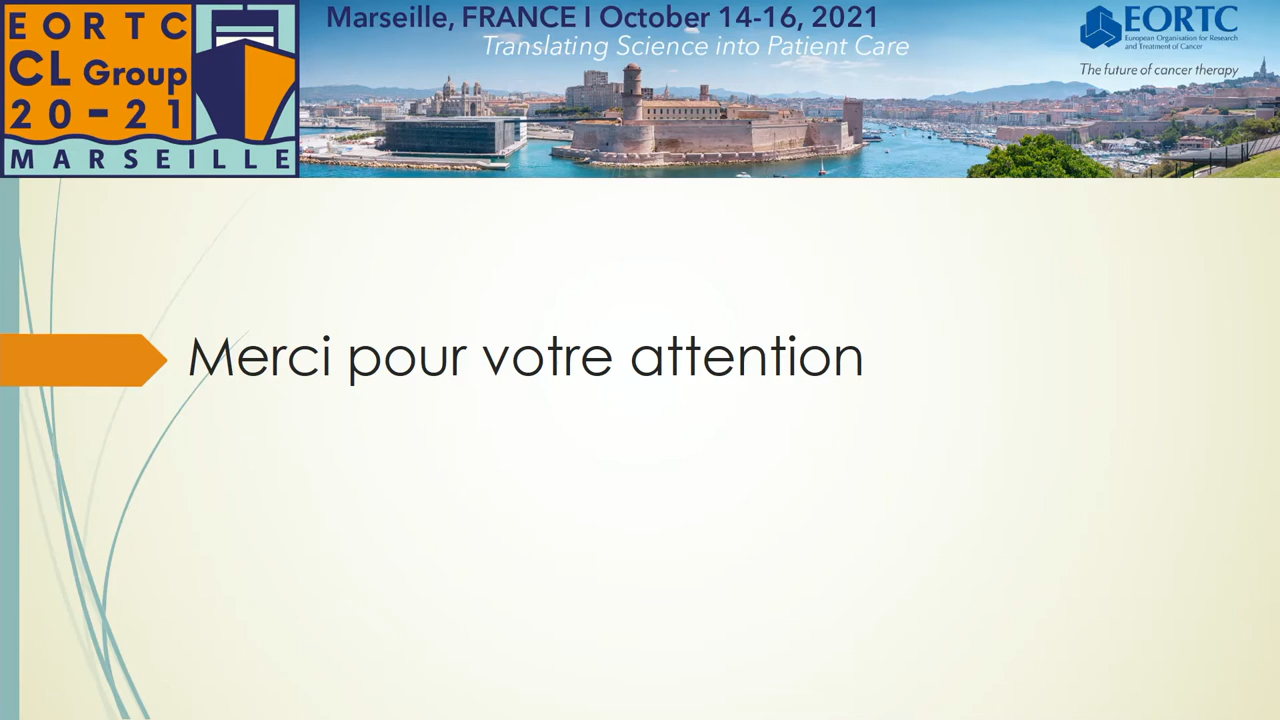 EORTC
CL Group
20-21
MARSEILLE
Marseille, FRANCE I October 14-16, 2021
Translating Science into Patient Care
EORTC
European Organisation for Research
and Treatment of Cancer
The future of cancer therapy
Merci pour votre attention